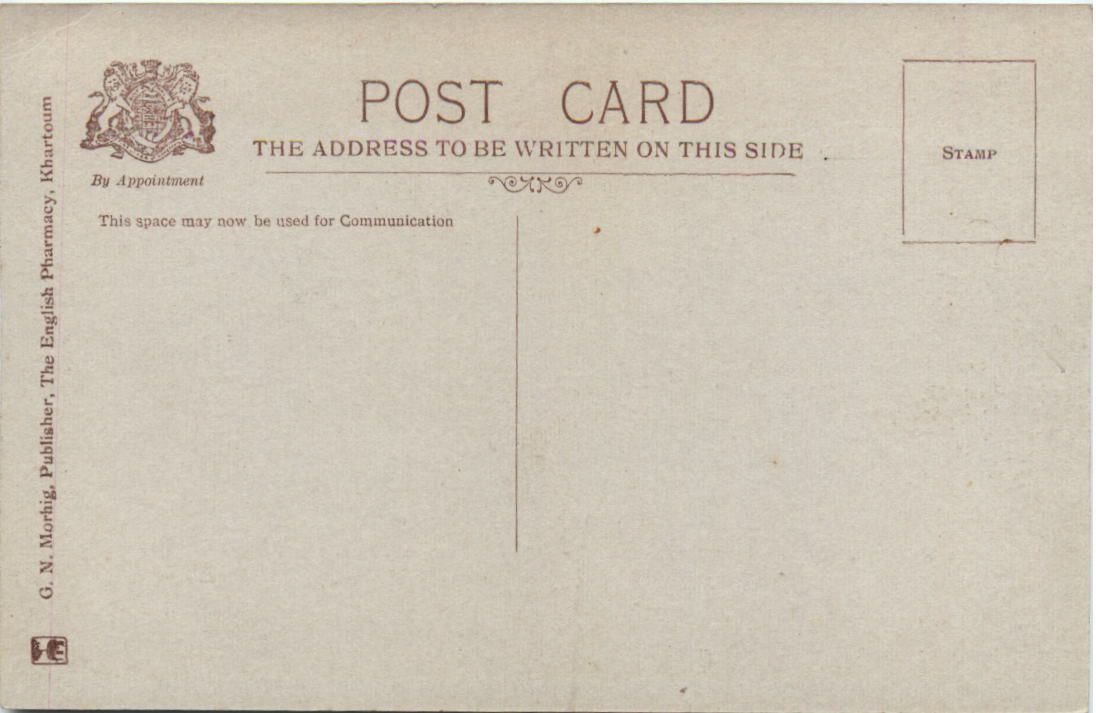 POST CARD
THE ADDRESS TO BE WRITTEN ON THIS SIDE
By Appointment
STAMP
This space may now be used for Communication
G. N. Morhig, Publisher, The English Pharmacy, Khartoum